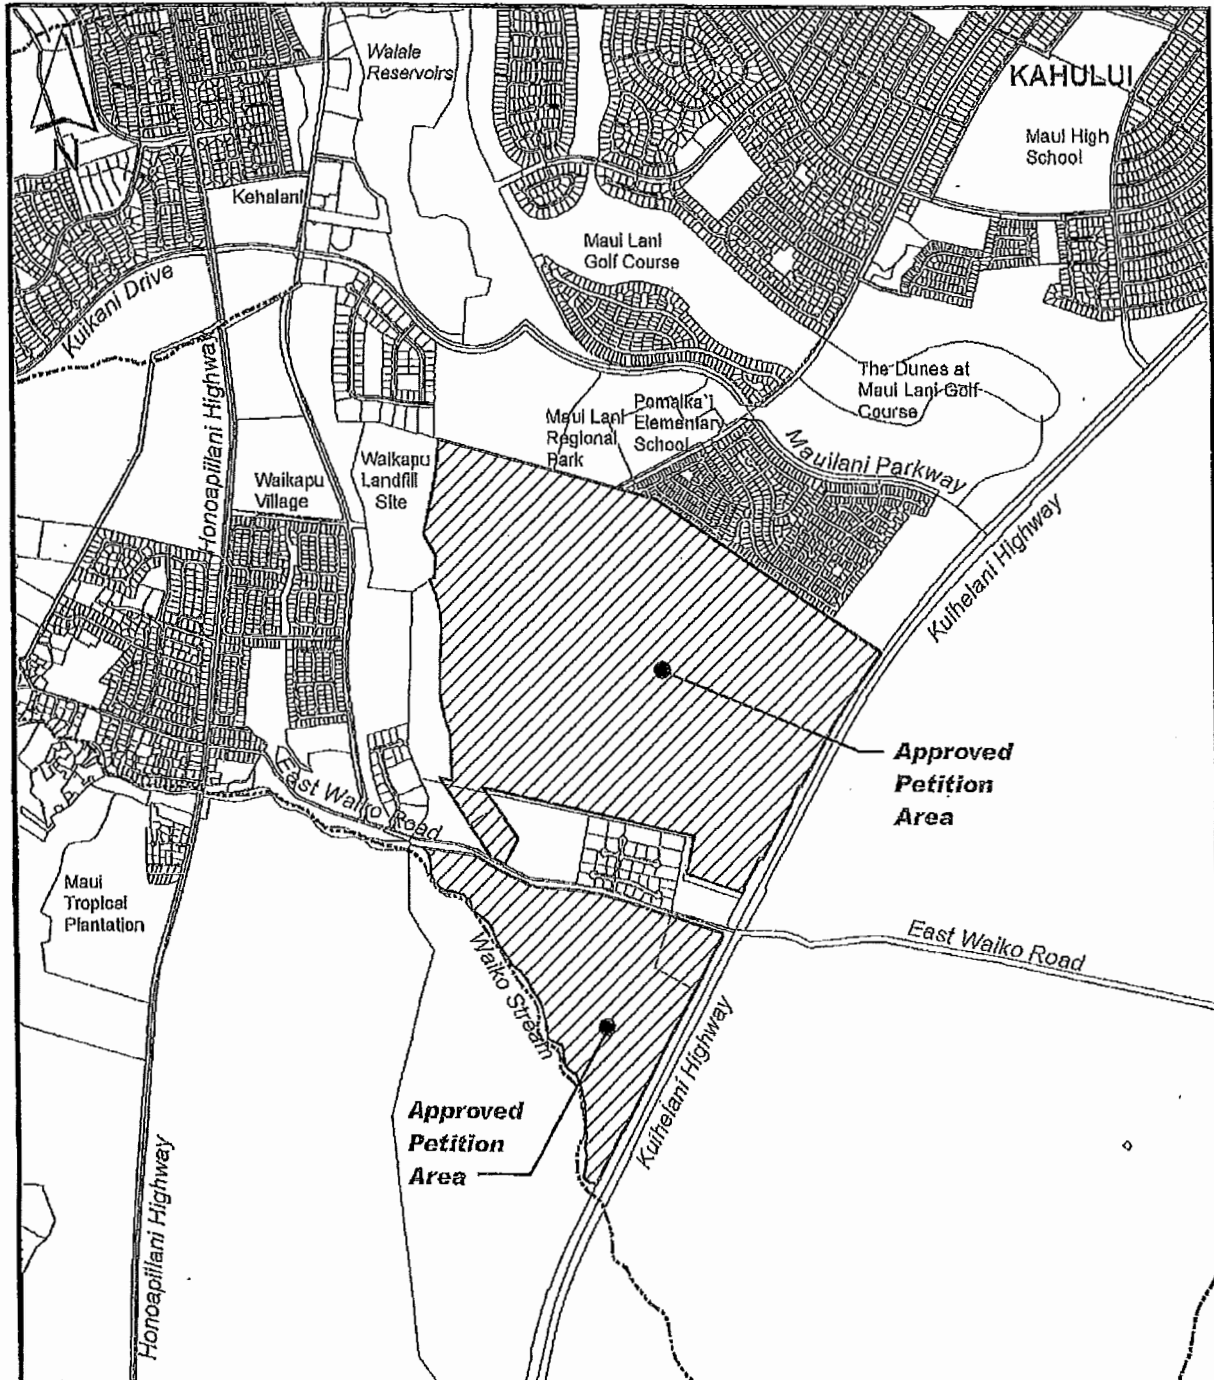 Walale
Reservoirs
KAHULUI
Maui High
School
N
Kehalani
Maui Lani
Golf Course
Kuikani Drive
Honoapiilani Highway
The Dunes at
Maui Lani Golf
Course
Maui Lani
Regional
Park
Pomaika'i
Elementary
School
Mauilani Parkway
Waikapu
Landfill
Site
Waikapu
Village
Kuihelani Highway
Approved
Petition
Area
East Waiko Road
Maui
Tropical
Plantation
East Waiko Road
Waiko Stream
Kuihelani Highway
Approved
Petition
Area
Honoapiilani Highway